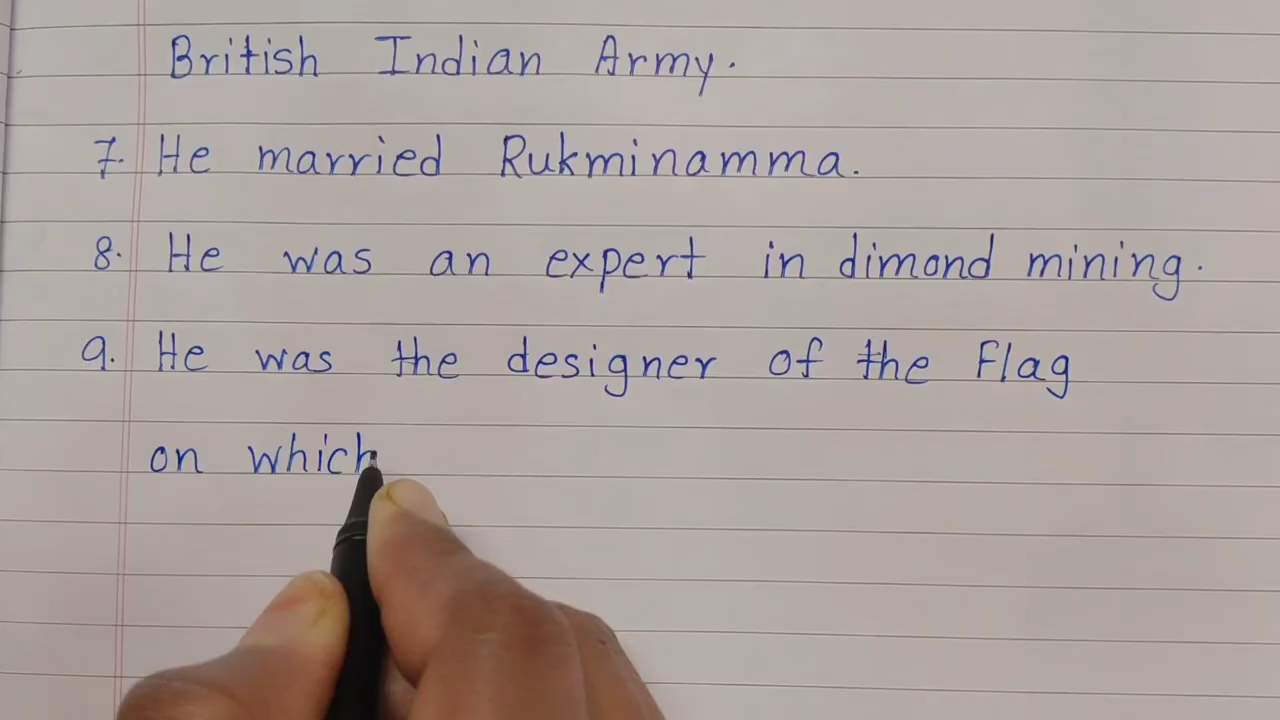 British Indian Army.
7. He married Rukminamma.
8. He was an expert in dimond mining.
9. He was the designer of the Flag
on which